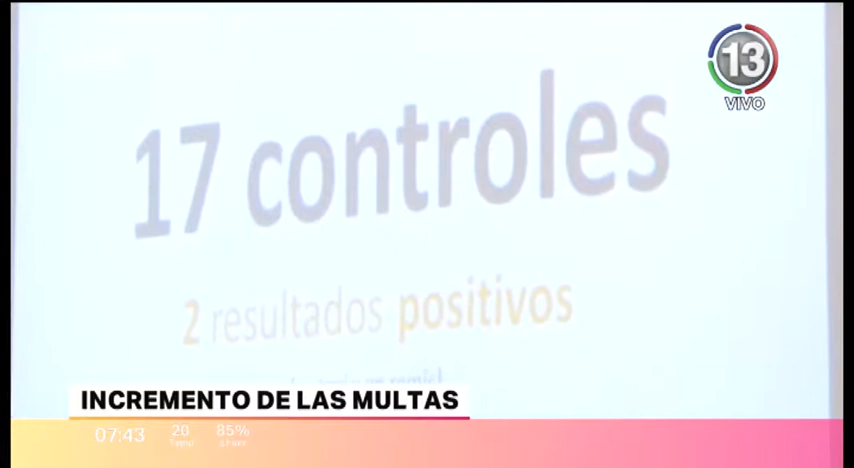 13
VIVO
17 controles
2 resultados positivos
INCREMENTO DE LAS MULTAS
07:43 20 85%